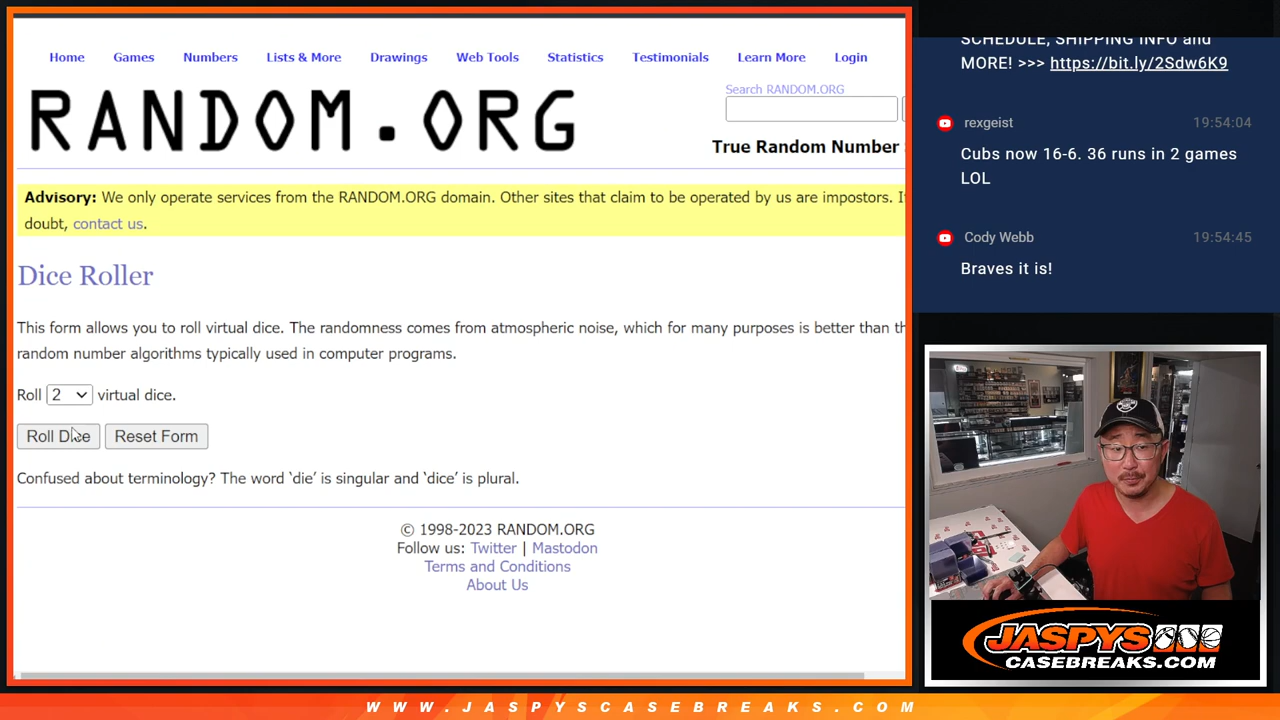 Home Games Numbers Lists & More Drawings Web Tools Statistics Testimonials Learn More Login
RANDOM.ORG
Search RANDOM.ORG
True Random Number
Advisory: We only operate services from the RANDOM.ORG domain. Other sites that claim to be operated by us are impostors.
doubt, contact us.
Dice Roller
This form allows you to roll virtual dice. The randomness comes from atmospheric noise, which for many purposes is better than
random number algorithms typically used in computer programs.
Roll 2 virtual dice.
Roll Dice Reset Form
Confused about terminology? The word ‘die’ is singular and ‘dice’ is plural.
© 1998-2023 RANDOM.ORG
Follow us: Twitter | Mastodon
Terms and Conditions
About Us
SCHEDULE, SHIPPING INFO and
MORE! >>> https://bit.ly/2Sdw6K9
rexgeist 19:54:04
Cubs now 16-6. 36 runs in 2 games
LOL
Cody Webb 19:54:45
Braves it is!
JASPYS
CASEBREAKS.COM
WWW.JASPYSCASEBREAKS.COM